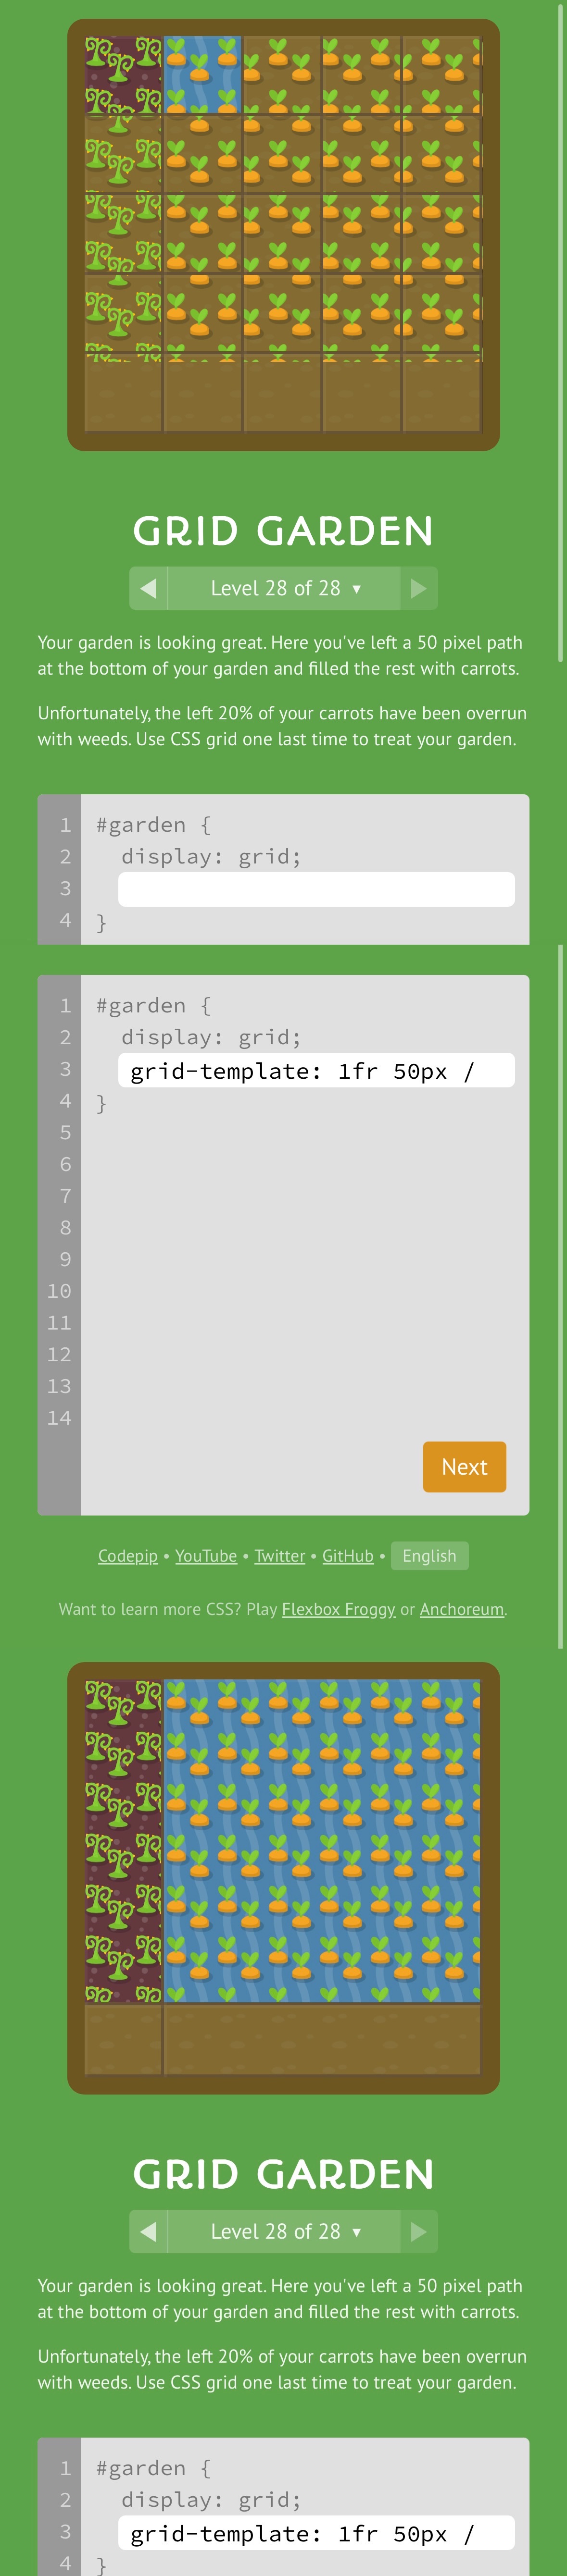 GRID GARDEN
Level 28 of 28 ▼
Your garden is looking great. Here you've left a 50 pixel path
at the bottom of your garden and filled the rest with carrots.
Unfortunately, the left 20% of your carrots have been overrun
with weeds. Use CSS grid one last time to treat your garden.
1 #garden {
2 display: grid;
3
4 }
1 #garden {
2 display: grid;
3 grid-template: 1fr 50px /
4 }
5
6
7
8
9
10
11
12
13
14
Next
Codepip • YouTube • Twitter • GitHub • English
Want to learn more CSS? Play Flexbox Froggy or Anchoreum.
GRID GARDEN
Level 28 of 28 ▼
Your garden is looking great. Here you've left a 50 pixel path
at the bottom of your garden and filled the rest with carrots.
Unfortunately, the left 20% of your carrots have been overrun
with weeds. Use CSS grid one last time to treat your garden.
1 #garden {
2 display: grid;
3 grid-template: 1fr 50px /
4 }